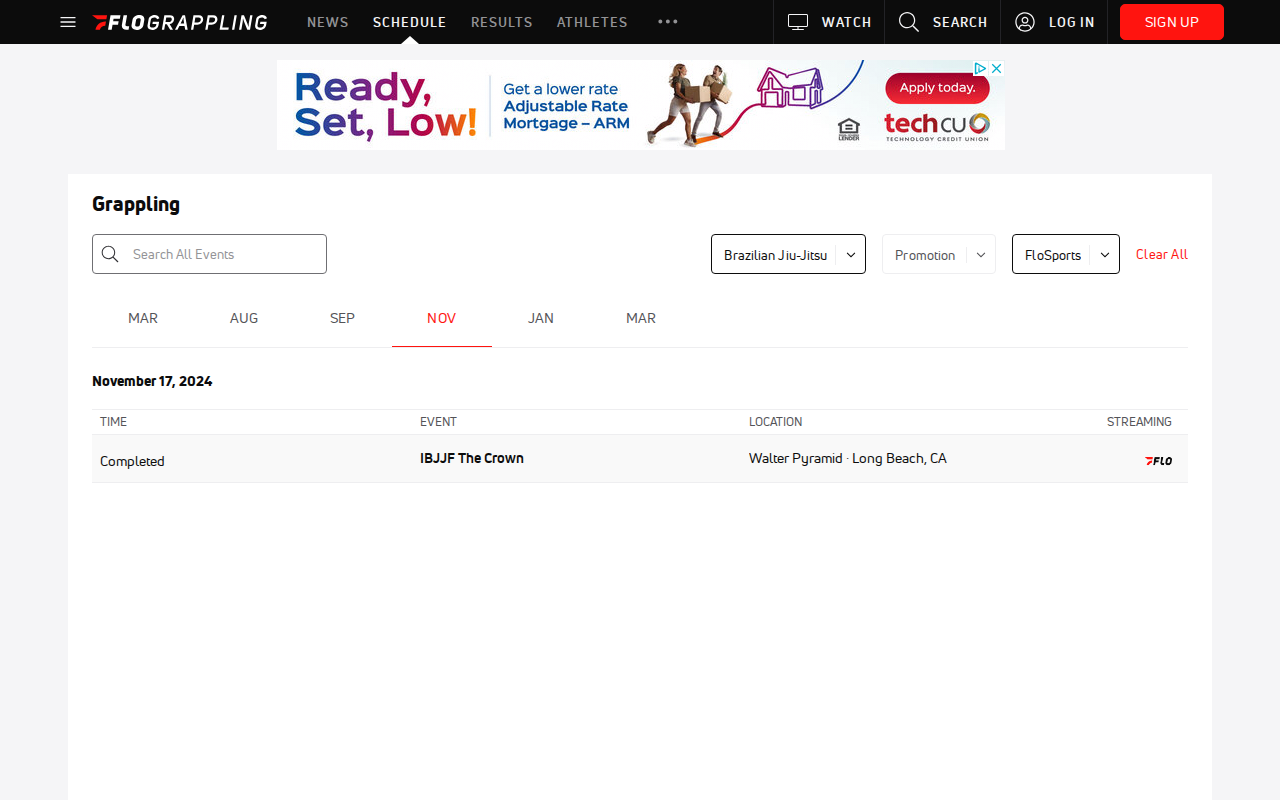 FLOGRAPPLING NEWS SCHEDULE RESULTS ATHLETES WATCH SEARCH LOG IN SIGN UP
Ready, Set, Low!
Get a lower rate
Adjustable Rate
Mortgage – ARM
Apply today.
techcu
TECHNOLOGY CREDIT UNION
Grappling
Search All Events Brazilian Jiu-Jitsu Promotion FloSports Clear All
MAR AUG SEP NOV JAN MAR
November 17, 2024
TIME EVENT LOCATION STREAMING
Completed IBJJF The Crown Walter Pyramid · Long Beach, CA FLO